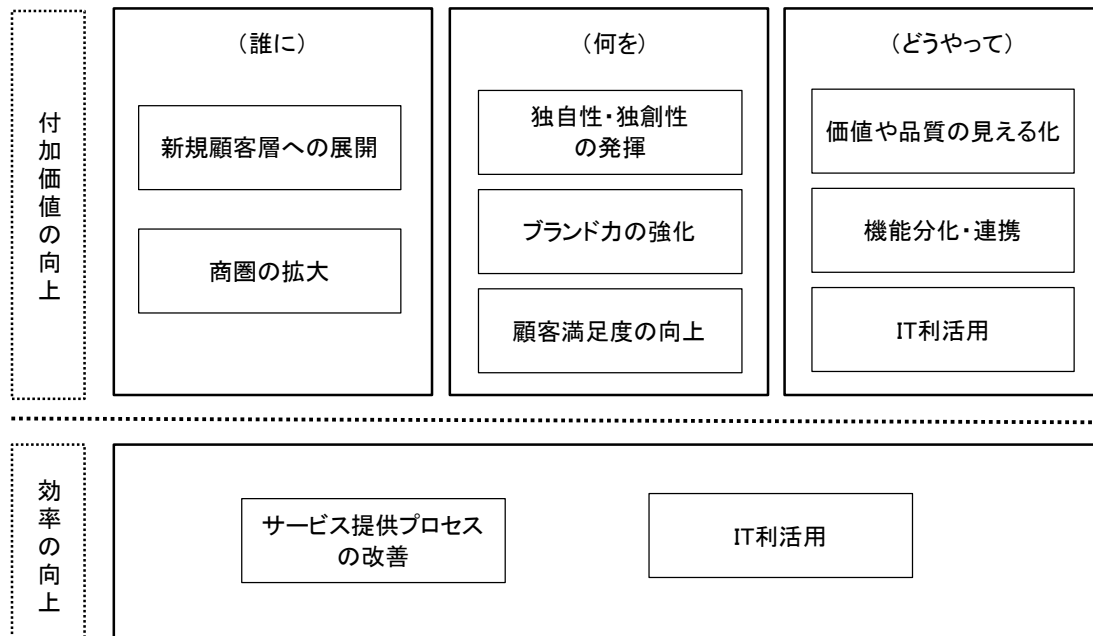 付加価値の向上
（誰に）
新規顧客層への展開
商圏の拡大
（何を）
独自性・独創性
の発揮
ブランド力の強化
顧客満足度の向上
（どうやって）
価値や品質の見える化
機能分化・連携
IT利活用
効率の向上
サービス提供プロセス
の改善
IT利活用